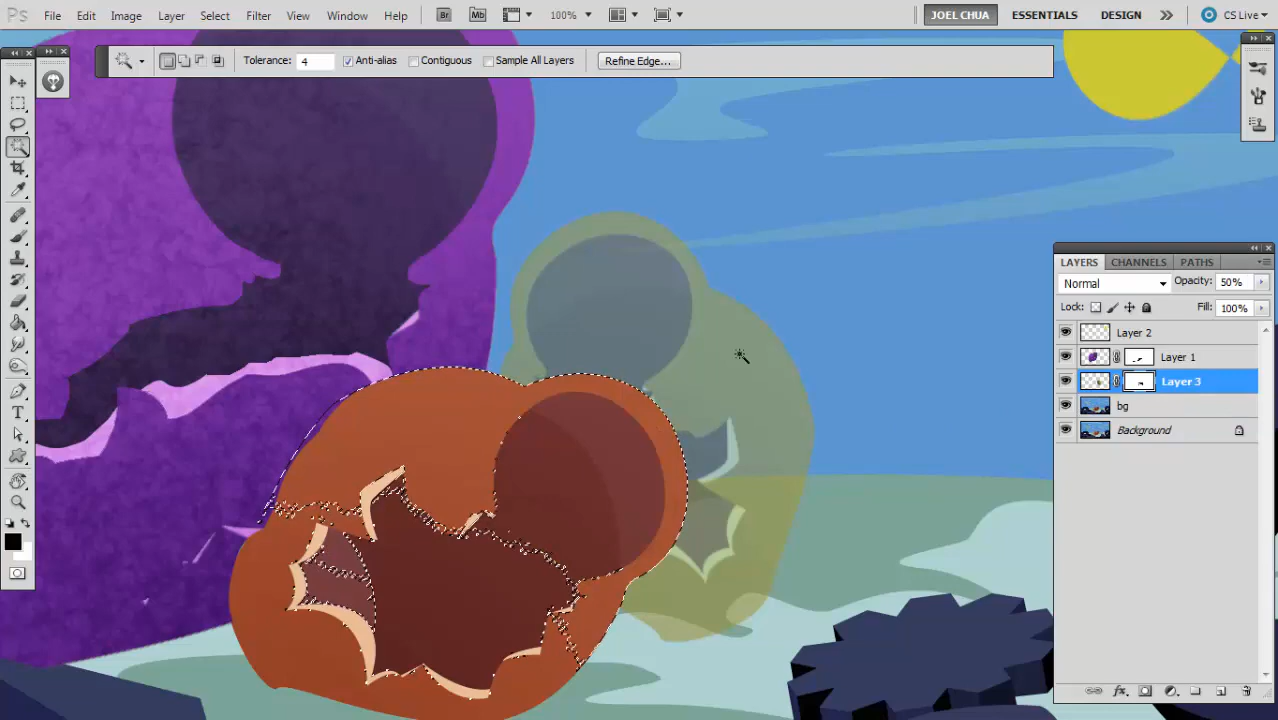 Ps File Edit Image Layer Select Filter View Window Help Br Mb 100% JOEL CHUA ESSENTIALS DESIGN CS Live
Tolerance: 4 Anti-alias Contiguous Sample All Layers Refine Edge...
LAYERS CHANNELS PATHS
Normal Opacity: 50%
Lock: Fill: 100%
Layer 2
Layer 1
Layer 3
bg
Background
T
fx